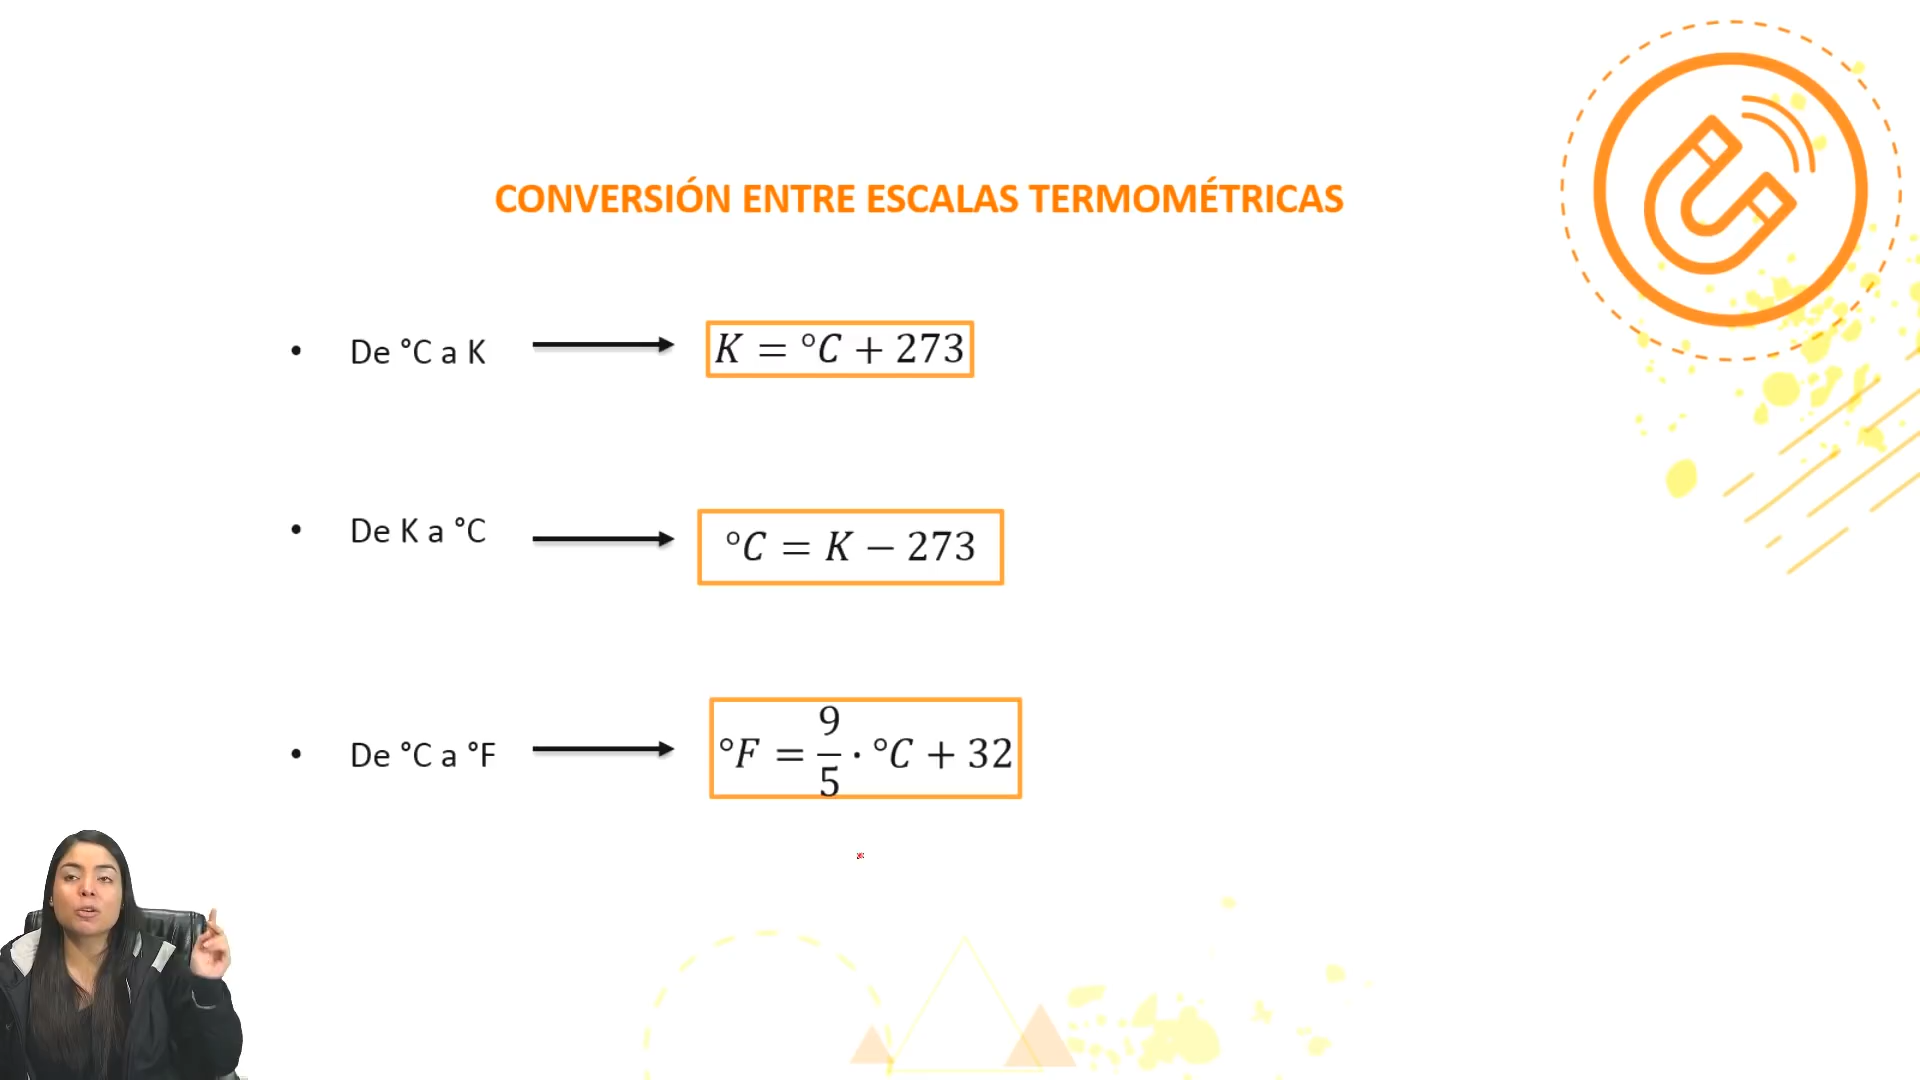 CONVERSIÓN ENTRE ESCALAS TERMOMÉTRICAS
• De °C a K K = °C + 273
• De K a °C °C = K − 273
• De °C a °F °F = 9/5 · °C + 32